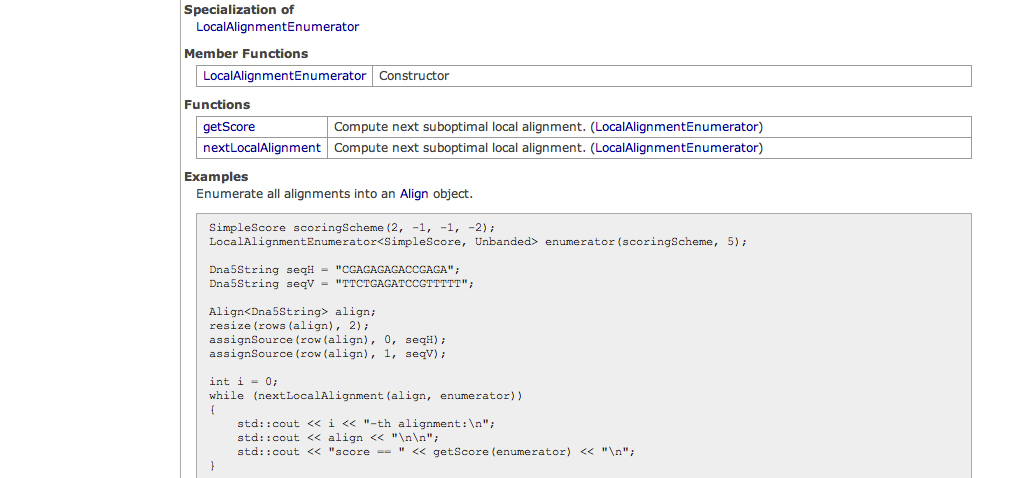 Specialization of
LocalAlignmentEnumerator
Member Functions
LocalAlignmentEnumerator Constructor
Functions
getScore Compute next suboptimal local alignment. (LocalAlignmentEnumerator)
nextLocalAlignment Compute next suboptimal local alignment. (LocalAlignmentEnumerator)
Examples
Enumerate all alignments into an Align object.
SimpleScore scoringScheme(2, -1, -1, -2);
LocalAlignmentEnumerator<SimpleScore, Unbanded> enumerator(scoringScheme, 5);
Dna5String seqH = "CGAGAGAGACCGAGA";
Dna5String seqV = "TTCTGAGATCCGTTTTT";
Align<Dna5String> align;
resize(rows(align), 2);
assignSource(row(align), 0, seqH);
assignSource(row(align), 1, seqV);
int i = 0;
while (nextLocalAlignment(align, enumerator))
{
    std::cout << i << "-th alignment:\n";
    std::cout << align << "\n\n";
    std::cout << "score == " << getScore(enumerator) << "\n";
}